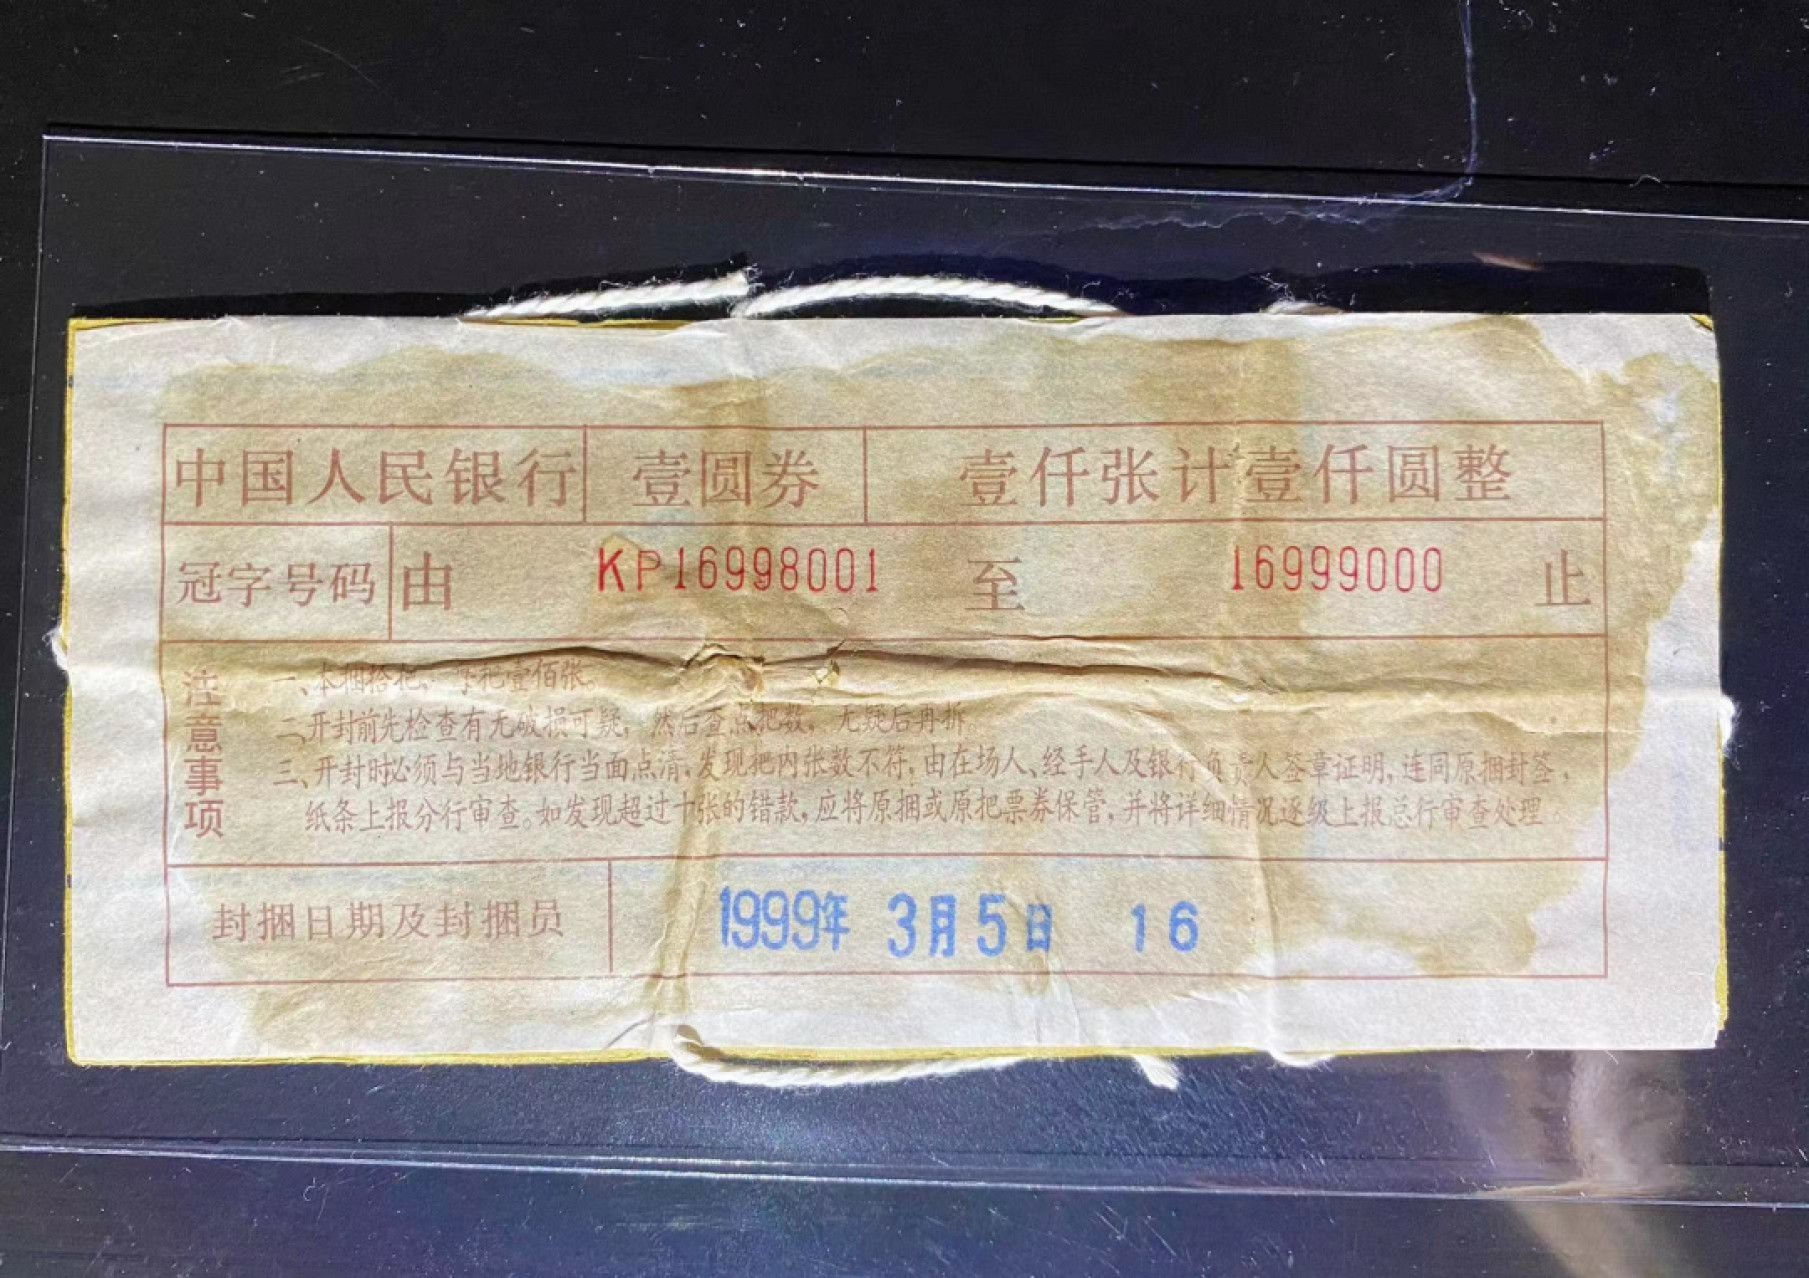 中国人民银行 壹圆券 壹仟张计壹仟圆整
冠字号码 由 KP16998001 至 16999000 止
注意事项
一、本捆拾把、每把壹佰张。
二、开封前先检查有无破损可疑，然后查点把数，无疑后再拆。
三、开封时必须与当地银行当面点清，发现把内张数不符，由在场人、经手人及银行负责人签章证明，连同原捆封签、
纸条上报分行审查。如发现超过十张的错款，应将原捆或原把票券保管，并将详细情况逐级上报总行审查处理。
封捆日期及封捆员 1999年 3月5日 16